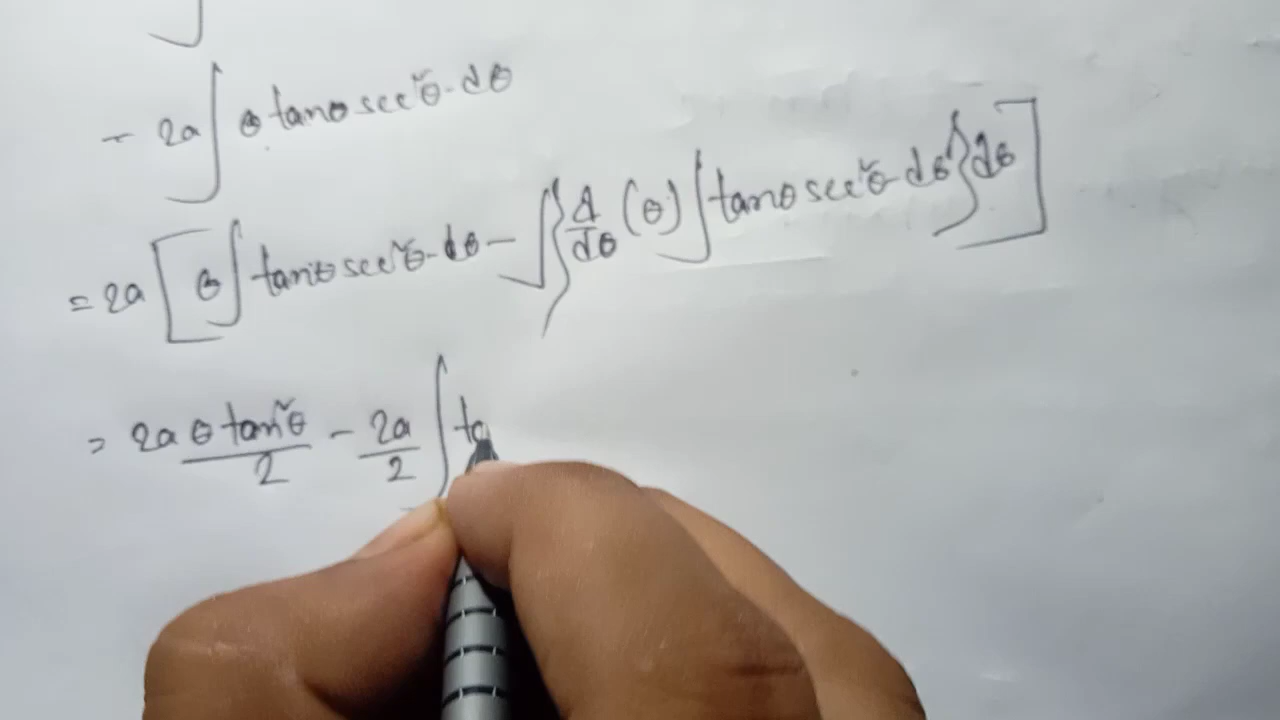 = 2a ∫ θ tanθ sec²θ · dθ
= 2a [ θ ∫ tanθ sec²θ · dθ − ∫ { d/dθ (θ) ∫ tanθ sec²θ · dθ } dθ ]
= 2a θ tan²θ / 2 − 2a/2 ∫ ta